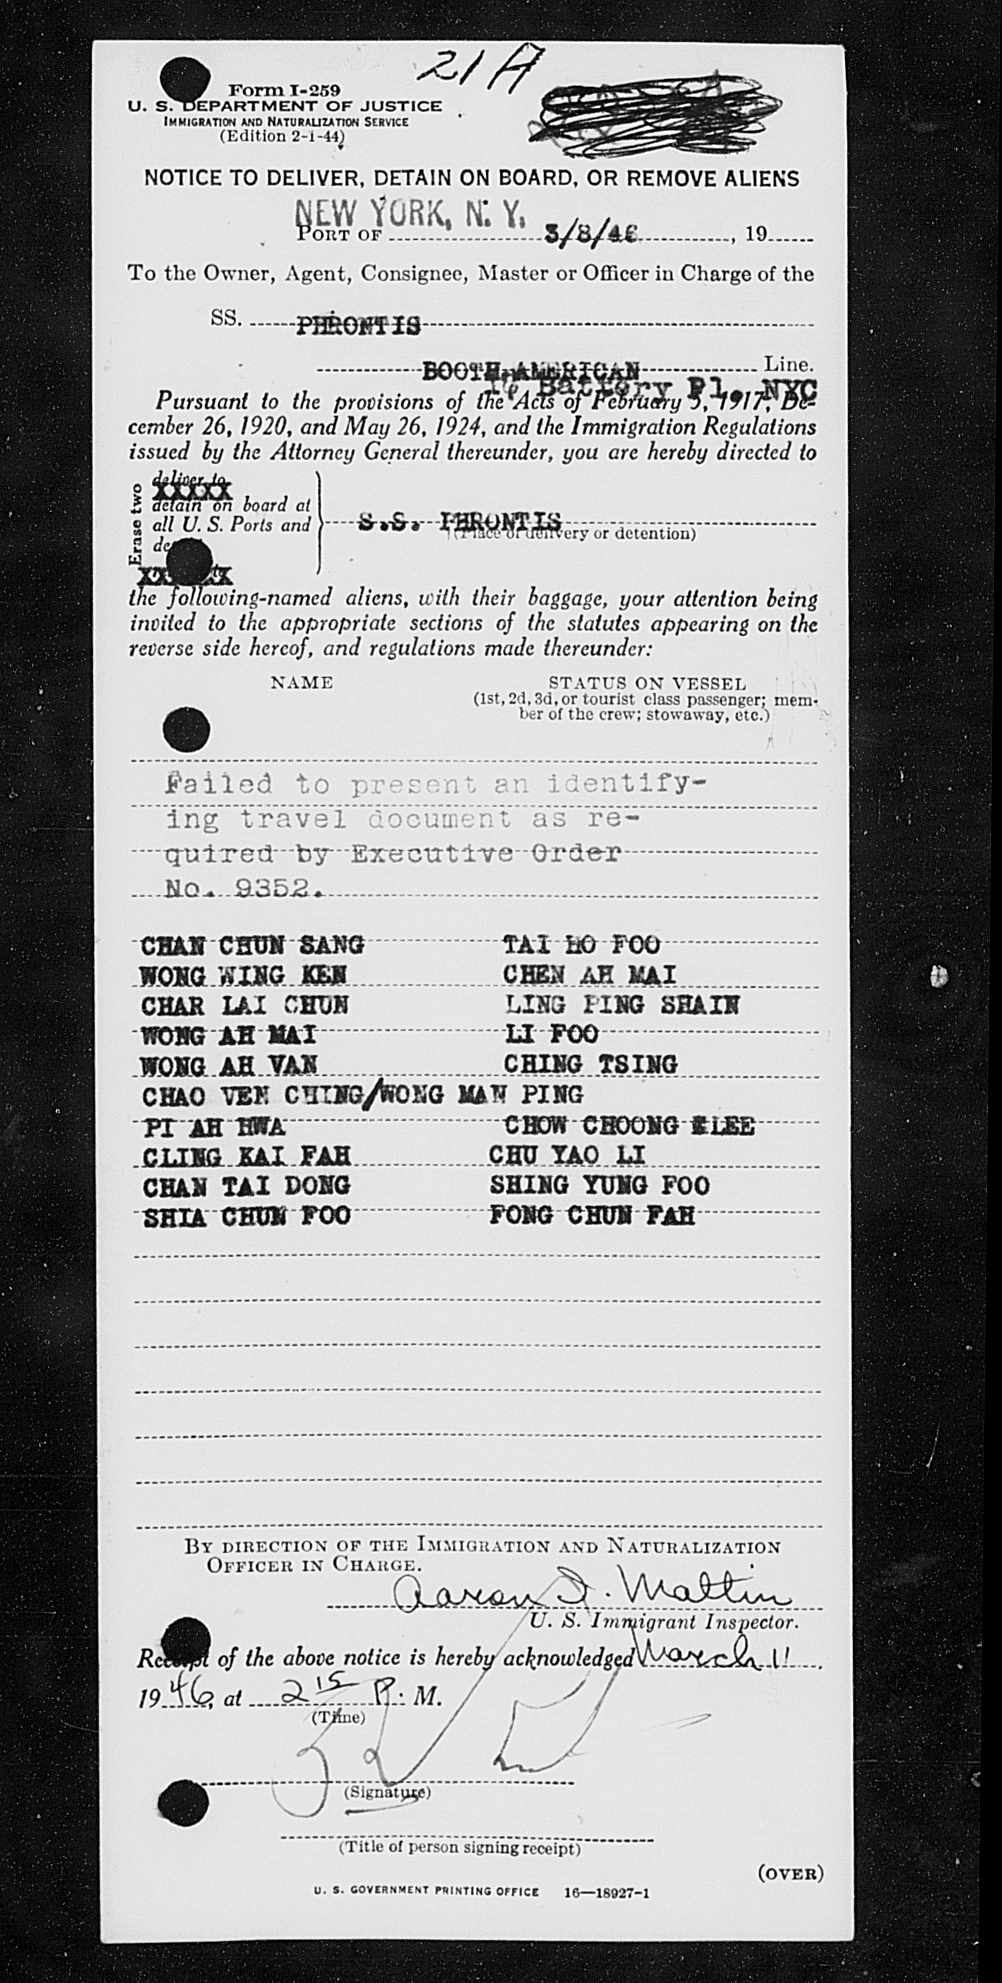 21A
Form I-259
U. S. DEPARTMENT OF JUSTICE
IMMIGRATION AND NATURALIZATION SERVICE
(Edition 2-1-44)
NOTICE TO DELIVER, DETAIN ON BOARD, OR REMOVE ALIENS
NEW YORK, N. Y.
PORT OF 3/8/46, 19
To the Owner, Agent, Consignee, Master or Officer in Charge of the
SS. PHRONTIS
BOOTH-AMERICAN Line.
Battery Pl. NYC
Pursuant to the provisions of the Acts of February 5, 1917, De-
cember 26, 1920, and May 26, 1924, and the Immigration Regulations
issued by the Attorney General thereunder, you are hereby directed to
Erase two
deliver to
XXXXX
detain on board at
all U. S. Ports and
S.S. PHRONTIS
(Place of delivery or detention)
the following-named aliens, with their baggage, your attention being
invited to the appropriate sections of the statutes appearing on the
reverse side hereof, and regulations made thereunder:
NAME STATUS ON VESSEL
(1st, 2d, 3d, or tourist class passenger; mem-
ber of the crew; stowaway, etc.)
Failed to present an identify-
ing travel document as re-
quired by Executive Order
No. 9352.
CHAN CHUN SANG TAI HO FOO
WONG WING KEN CHEN AH MAI
CHAR LAI CHUN LING PING SHAIN
WONG AH MAI LI FOO
WONG AH VAN CHING TSING
CHAO VEN CHING/WONG MAN PING
PI AH HWA CHOW CHOONG LEE
CLING KAI FAH CHU YAO LI
CHAN TAI DONG SHING YUNG FOO
SHIA CHUN FOO FONG CHUN FAH
BY DIRECTION OF THE IMMIGRATION AND NATURALIZATION
OFFICER IN CHARGE.
Aaron I. Maltin
U. S. Immigrant Inspector.
Receipt of the above notice is hereby acknowledged March 11,
1946, at 2 15 P. M.
(Time)
(Signature)
(Title of person signing receipt)
(OVER)
U. S. GOVERNMENT PRINTING OFFICE 16—18927-1